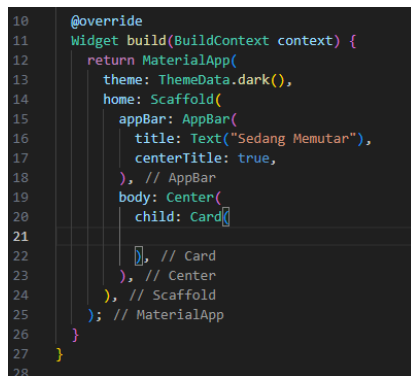 10 @override
11 Widget build(BuildContext context) {
12 return MaterialApp(
13 theme: ThemeData.dark(),
14 home: Scaffold(
15 appBar: AppBar(
16 title: Text("Sedang Memutar"),
17 centerTitle: true,
18 ), // AppBar
19 body: Center(
20 child: Card(
21
22 ), // Card
23 ), // Center
24 ), // Scaffold
25 ); // MaterialApp
26 }
27 }
28